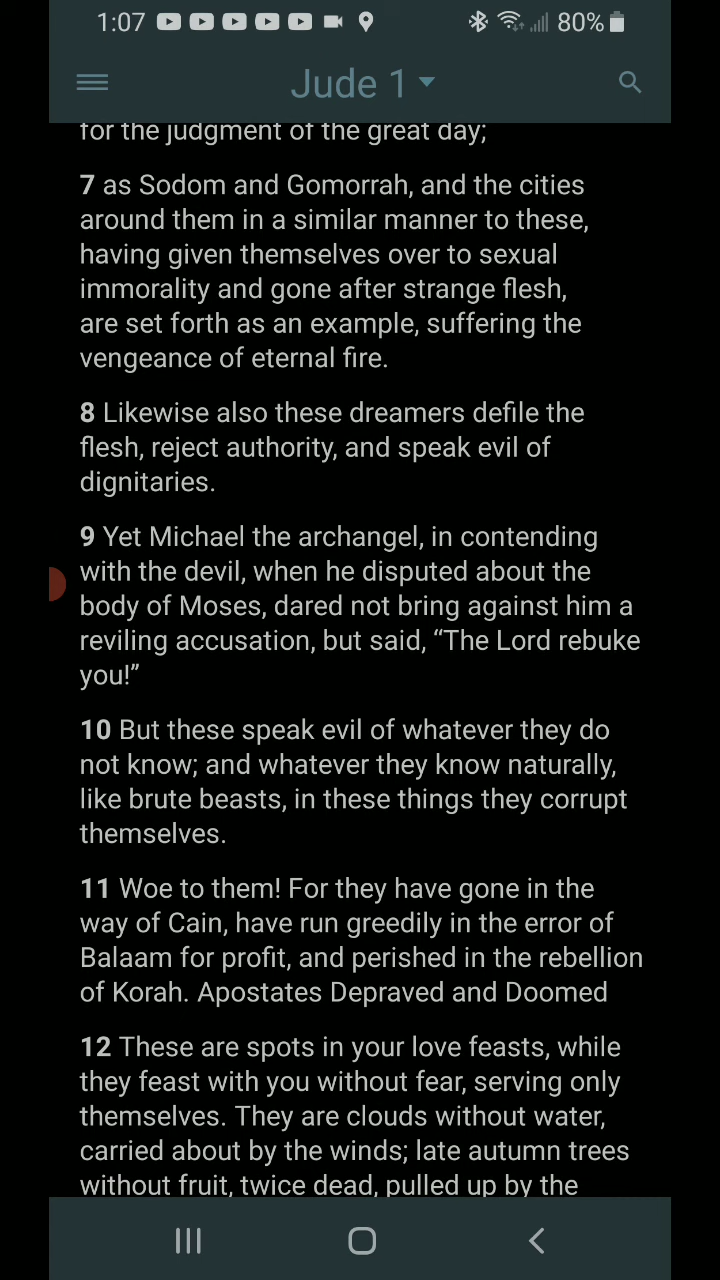 1:07 80%
Jude 1
for the judgment of the great day;
7 as Sodom and Gomorrah, and the cities
around them in a similar manner to these,
having given themselves over to sexual
immorality and gone after strange flesh,
are set forth as an example, suffering the
vengeance of eternal fire.
8 Likewise also these dreamers defile the
flesh, reject authority, and speak evil of
dignitaries.
9 Yet Michael the archangel, in contending
with the devil, when he disputed about the
body of Moses, dared not bring against him a
reviling accusation, but said, “The Lord rebuke
you!”
10 But these speak evil of whatever they do
not know; and whatever they know naturally,
like brute beasts, in these things they corrupt
themselves.
11 Woe to them! For they have gone in the
way of Cain, have run greedily in the error of
Balaam for profit, and perished in the rebellion
of Korah. Apostates Depraved and Doomed
12 These are spots in your love feasts, while
they feast with you without fear, serving only
themselves. They are clouds without water,
carried about by the winds; late autumn trees
without fruit, twice dead, pulled up by the